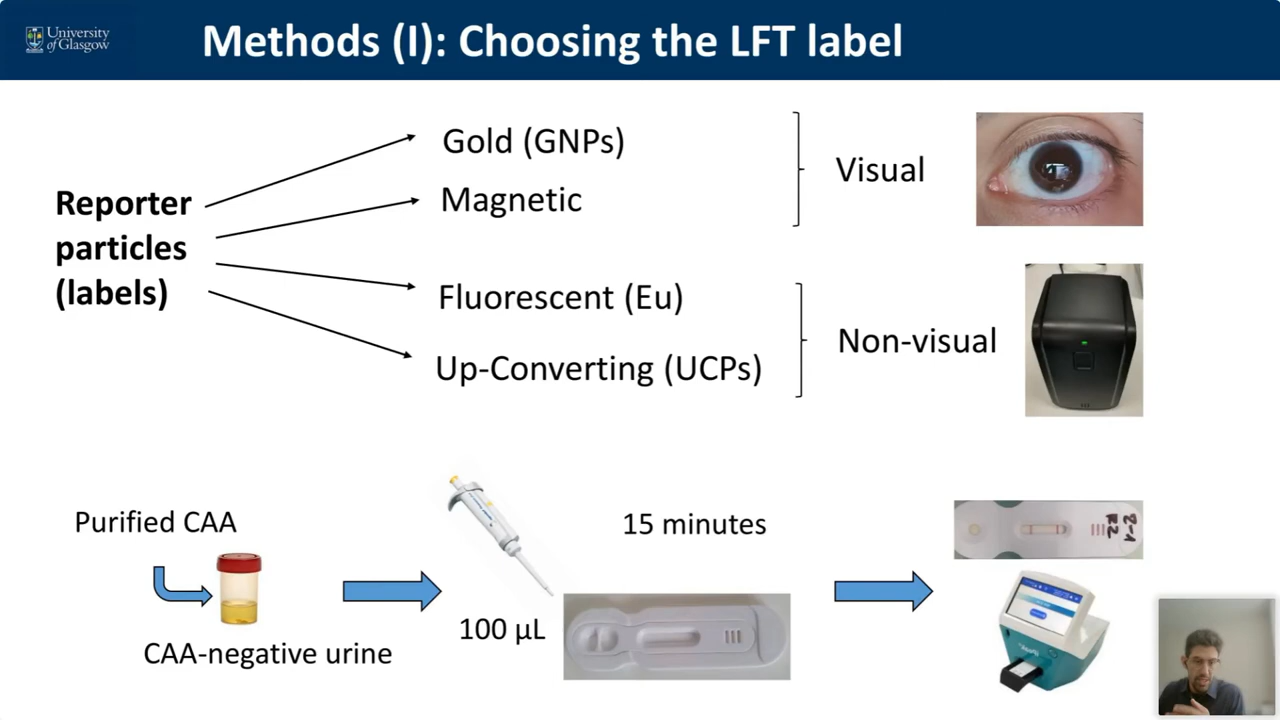 University
of Glasgow
Methods (I): Choosing the LFT label
Reporter
particles
(labels)
Gold (GNPs)
Magnetic
Fluorescent (Eu)
Up-Converting (UCPs)
Visual
Non-visual
Purified CAA
CAA-negative urine
100 µL
15 minutes